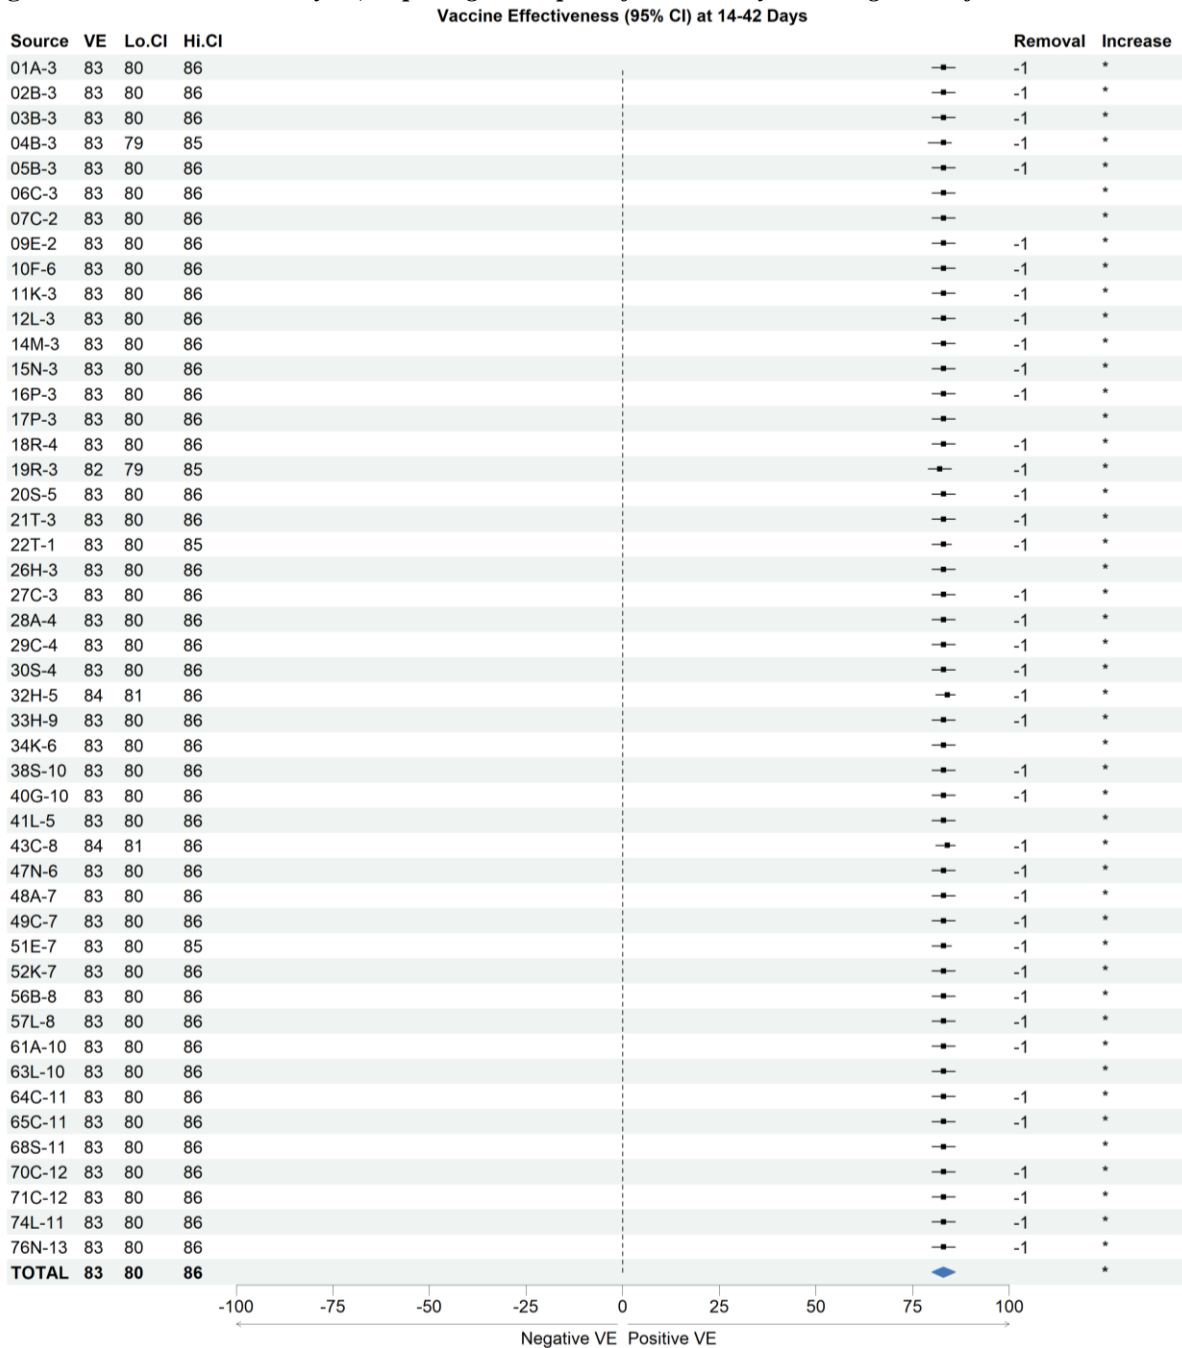 Vaccine Effectiveness (95% CI) at 14-42 Days
Source VE Lo.CI Hi.CI Removal Increase
01A-3 83 80 86 -1 *
02B-3 83 80 86 -1 *
03B-3 83 80 86 -1 *
04B-3 83 79 85 -1 *
05B-3 83 80 86 -1 *
06C-3 83 80 86 *
07C-2 83 80 86 *
09E-2 83 80 86 -1 *
10F-6 83 80 86 -1 *
11K-3 83 80 86 -1 *
12L-3 83 80 86 -1 *
14M-3 83 80 86 -1 *
15N-3 83 80 86 -1 *
16P-3 83 80 86 -1 *
17P-3 83 80 86 *
18R-4 83 80 86 -1 *
19R-3 82 79 85 -1 *
20S-5 83 80 86 -1 *
21T-3 83 80 86 -1 *
22T-1 83 80 85 -1 *
26H-3 83 80 86 *
27C-3 83 80 86 -1 *
28A-4 83 80 86 -1 *
29C-4 83 80 86 -1 *
30S-4 83 80 86 -1 *
32H-5 84 81 86 -1 *
33H-9 83 80 86 -1 *
34K-6 83 80 86 *
38S-10 83 80 86 -1 *
40G-10 83 80 86 -1 *
41L-5 83 80 86 *
43C-8 84 81 86 -1 *
47N-6 83 80 86 -1 *
48A-7 83 80 86 -1 *
49C-7 83 80 86 -1 *
51E-7 83 80 85 -1 *
52K-7 83 80 86 -1 *
56B-8 83 80 86 -1 *
57L-8 83 80 86 -1 *
61A-10 83 80 86 -1 *
63L-10 83 80 86 *
64C-11 83 80 86 -1 *
65C-11 83 80 86 -1 *
68S-11 83 80 86 *
70C-12 83 80 86 -1 *
71C-12 83 80 86 -1 *
74L-11 83 80 86 -1 *
76N-13 83 80 86 -1 *
TOTAL 83 80 86 *
-100 -75 -50 -25 0 25 50 75 100
Negative VE Positive VE